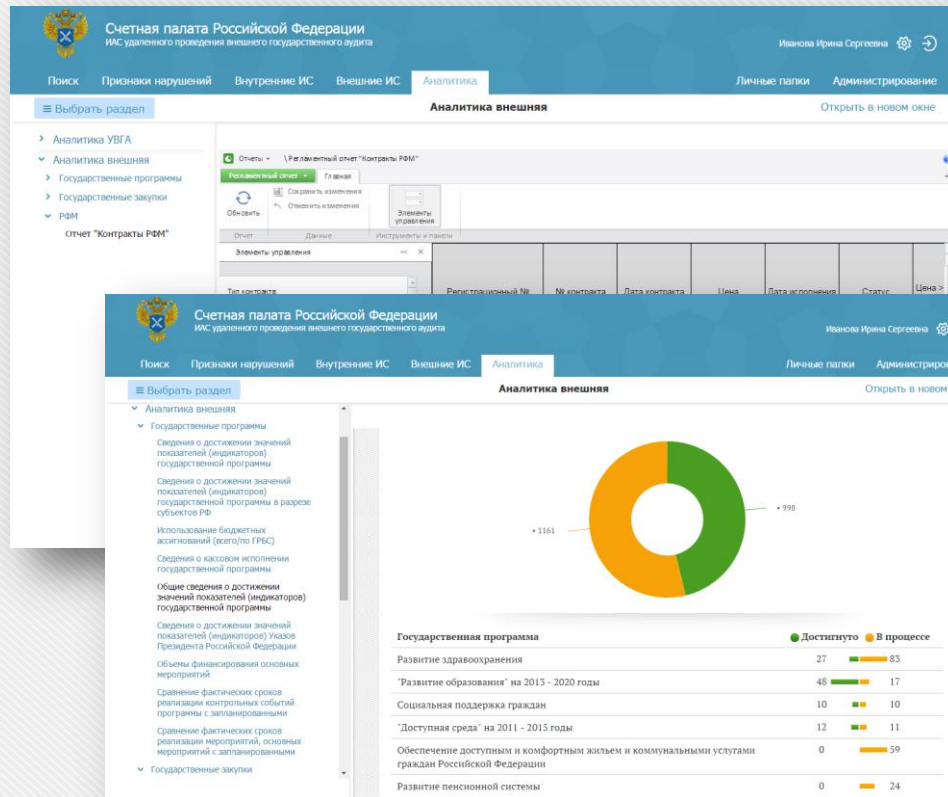 Счетная палата Российской Федерации
ИАС удаленного проведения внешнего государственного аудита
Иванова Ирина Сергеевна
Поиск Признаки нарушений Внутренние ИС Внешние ИС Аналитика Личные папки Администрирование
Выбрать раздел Аналитика внешняя Открыть в новом окне
Аналитика УВГА
Аналитика внешняя
Государственные программы
Государственные закупки
РФМ
Отчет "Контракты РФМ"
Отчеты \Регламентный отчет "Контракты РФМ"
Регламентный отчет Главная
Обновить
Сохранить изменения
Отменить изменения
Элементы
управления
Отчет Данные Инструменты и панели
Элементы управления
Тип контракта:
Регистрационный № № контракта Дата контракта Цена Дата исполнения Статус Цена >
Счетная палата Российской Федерации
ИАС удаленного проведения внешнего государственного аудита
Иванова Ирина Сергеевна
Поиск Признаки нарушений Внутренние ИС Внешние ИС Аналитика Личные папки Администриров
Выбрать раздел Аналитика внешняя Открыть в новом
Аналитика внешняя
Государственные программы
Сведения о достижении значений
показателей (индикаторов)
государственной программы
Сведения о достижении значений
показателей (индикаторов)
государственной программы в разрезе
субъектов РФ
Использование бюджетных
ассигнований (всего/по ГРБС)
Сведения о кассовом исполнении
государственной программы
Общие сведения о достижении
значений показателей (индикаторов)
государственной программы
Сведения о достижении значений
показателей (индикаторов) Указов
Президента Российской Федерации
Объемы финансирования основных
мероприятий
Сравнение фактических сроков
реализации контрольных событий
программы с запланированными
Сравнение фактических сроков
реализации мероприятий, основных
мероприятий с запланированными
Государственные закупки
• 998
• 1161
Государственная программа Достигнуто В процессе
Развитие здравоохранения 27 83
"Развитие образования" на 2013 - 2020 годы 48 17
Социальная поддержка граждан 10 10
"Доступная среда" на 2011 - 2015 годы 12 11
Обеспечение доступным и комфортным жильем и коммунальными услугами
граждан Российской Федерации 0 59
Развитие пенсионной системы 0 24